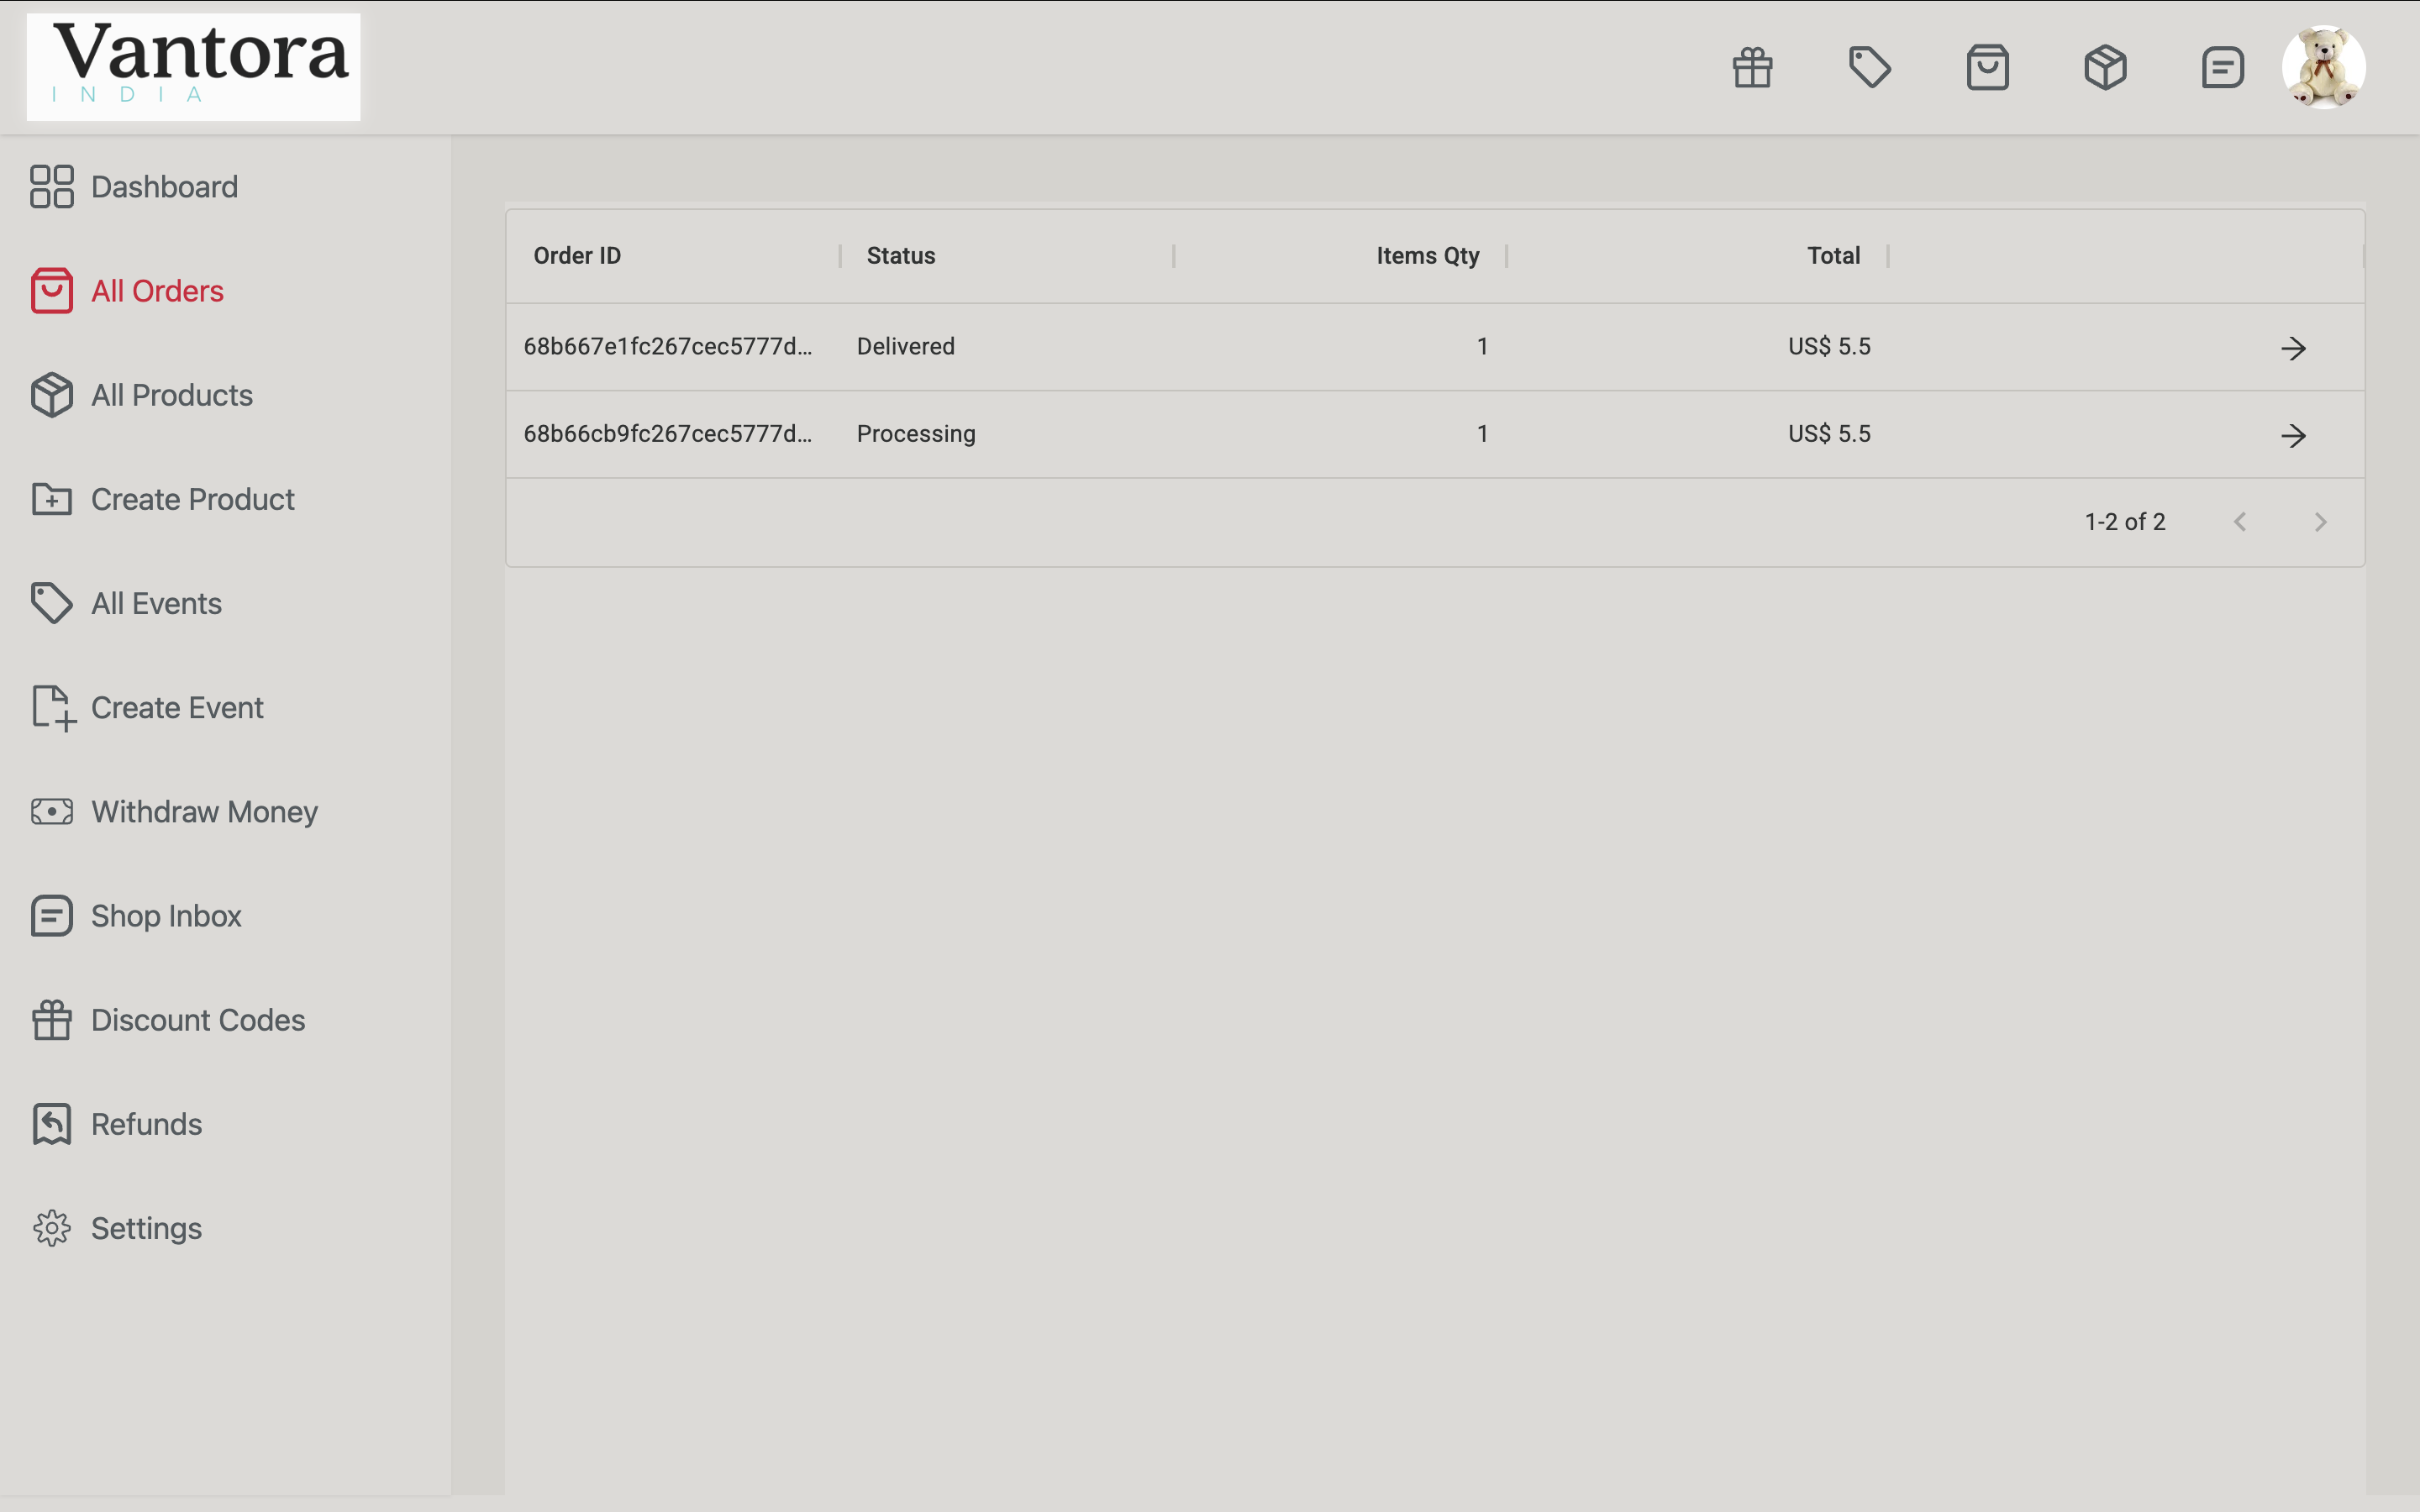 Vantora
INDIA
Dashboard
All Orders
All Products
Create Product
All Events
Create Event
Withdraw Money
Shop Inbox
Discount Codes
Refunds
Settings
Order ID Status Items Qty Total
68b667e1fc267cec5777d... Delivered 1 US$ 5.5
68b66cb9fc267cec5777d... Processing 1 US$ 5.5
1-2 of 2